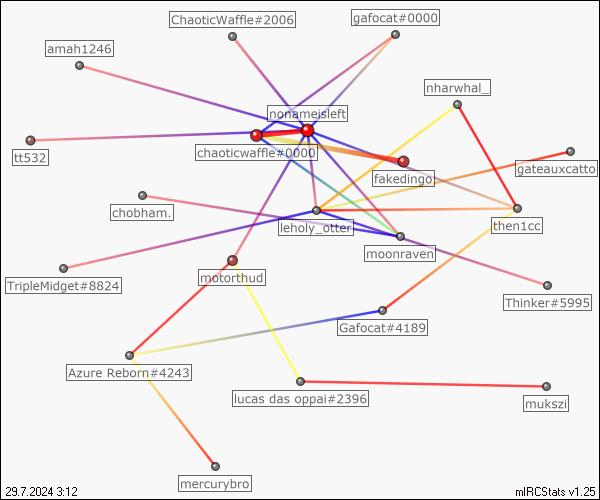 ChaoticWaffle#2006
gafocat#0000
amah1246
nharwhal_
nonameisleft
tt532
chaoticwaffle#0000
fakedingo
gateauxcatto
chobham.
leholy_otter
then1cc
moonraven
TripleMidget#8824
motorthud
Thinker#5995
Gafocat#4189
Azure Reborn#4243
lucas das oppai#2396
mukszi
mercurybro
29.7.2024 3:12
mIRCStats v1.25